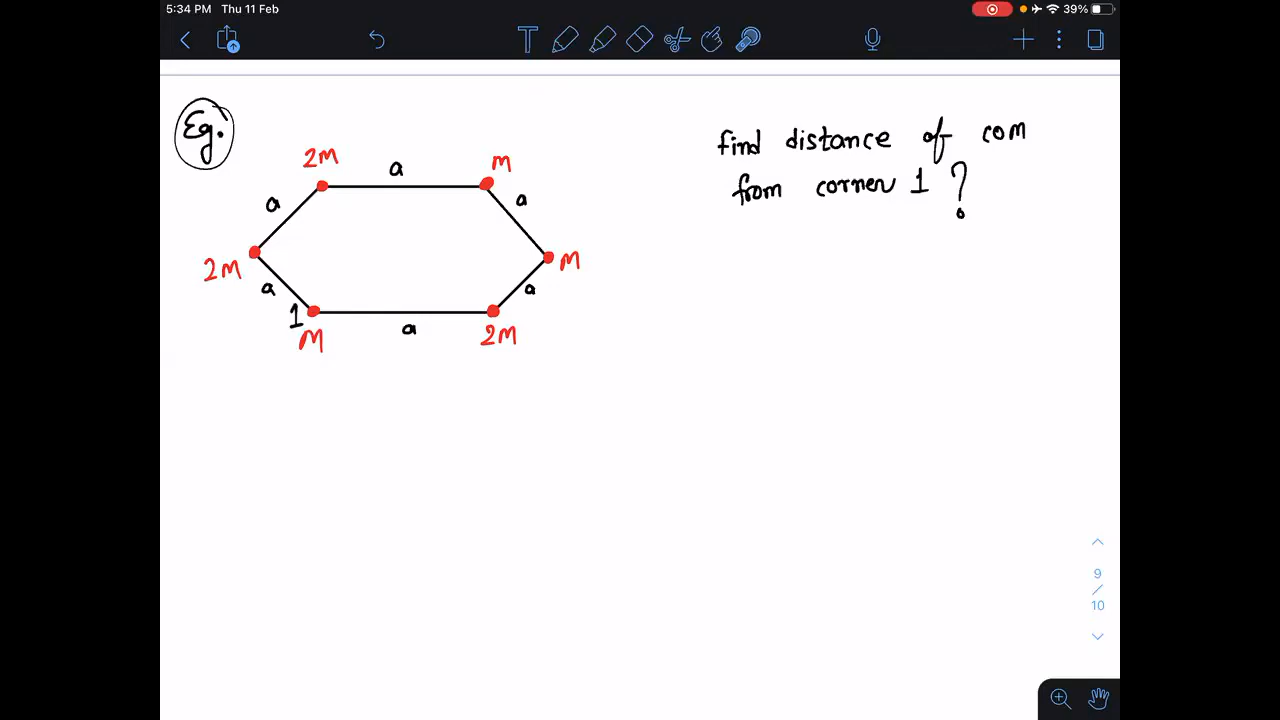 5:34 PM Thu 11 Feb
39%
T
Eg.
find distance of com
from corner 1 ?
2M
a
M
a
a
2M
M
a
1
a
M
a
2M
9
/
10